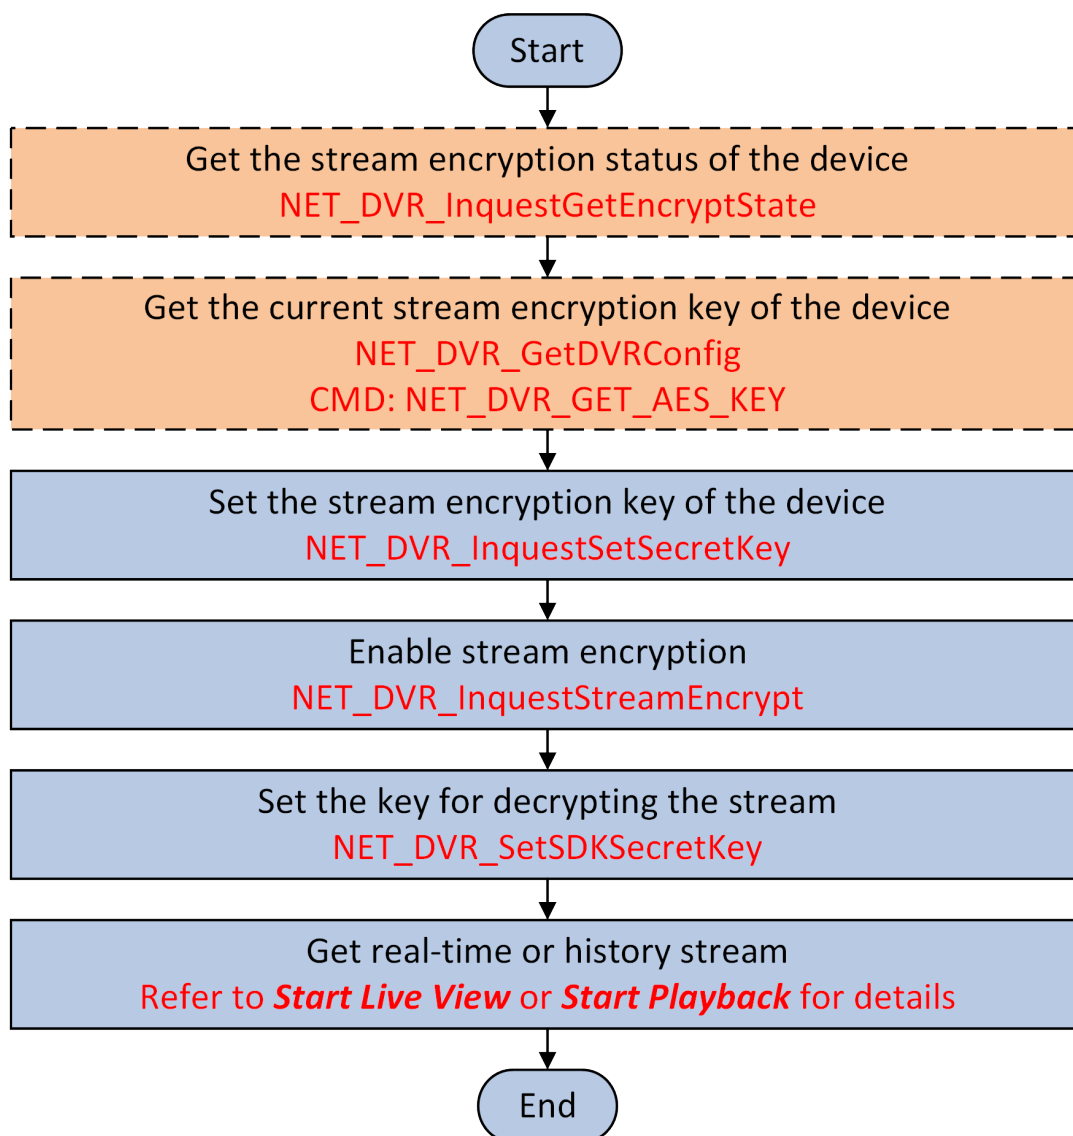 Start
Get the stream encryption status of the device
NET_DVR_InquestGetEncryptState
Get the current stream encryption key of the device
NET_DVR_GetDVRConfig
CMD: NET_DVR_GET_AES_KEY
Set the stream encryption key of the device
NET_DVR_InquestSetSecretKey
Enable stream encryption
NET_DVR_InquestStreamEncrypt
Set the key for decrypting the stream
NET_DVR_SetSDKSecretKey
Get real-time or history stream
Refer to Start Live View or Start Playback for details
End